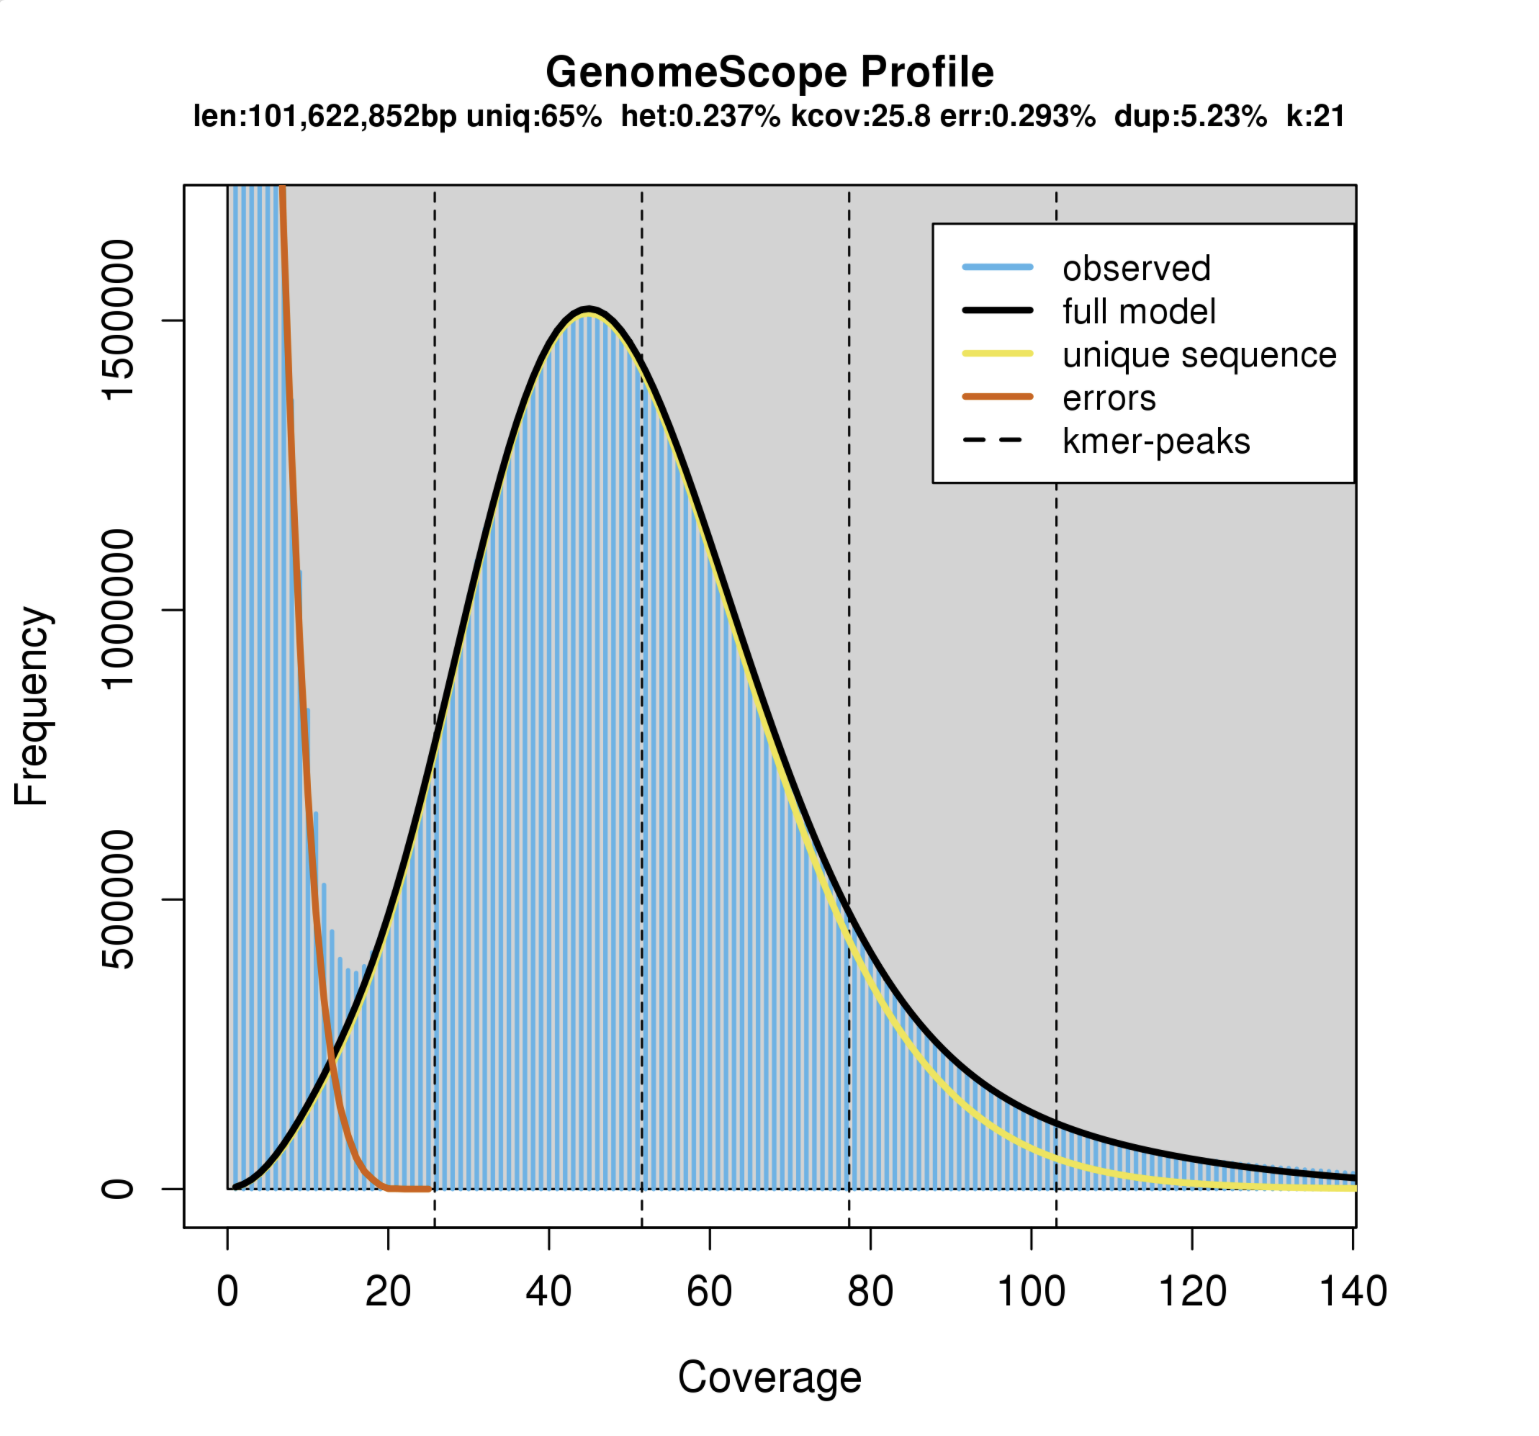 GenomeScope Profile
len:101,622,852bp uniq:65% het:0.237% kcov:25.8 err:0.293% dup:5.23% k:21
observed
full model
unique sequence
errors
kmer-peaks
1500000
1000000
500000
0
Frequency
0 20 40 60 80 100 120 140
Coverage